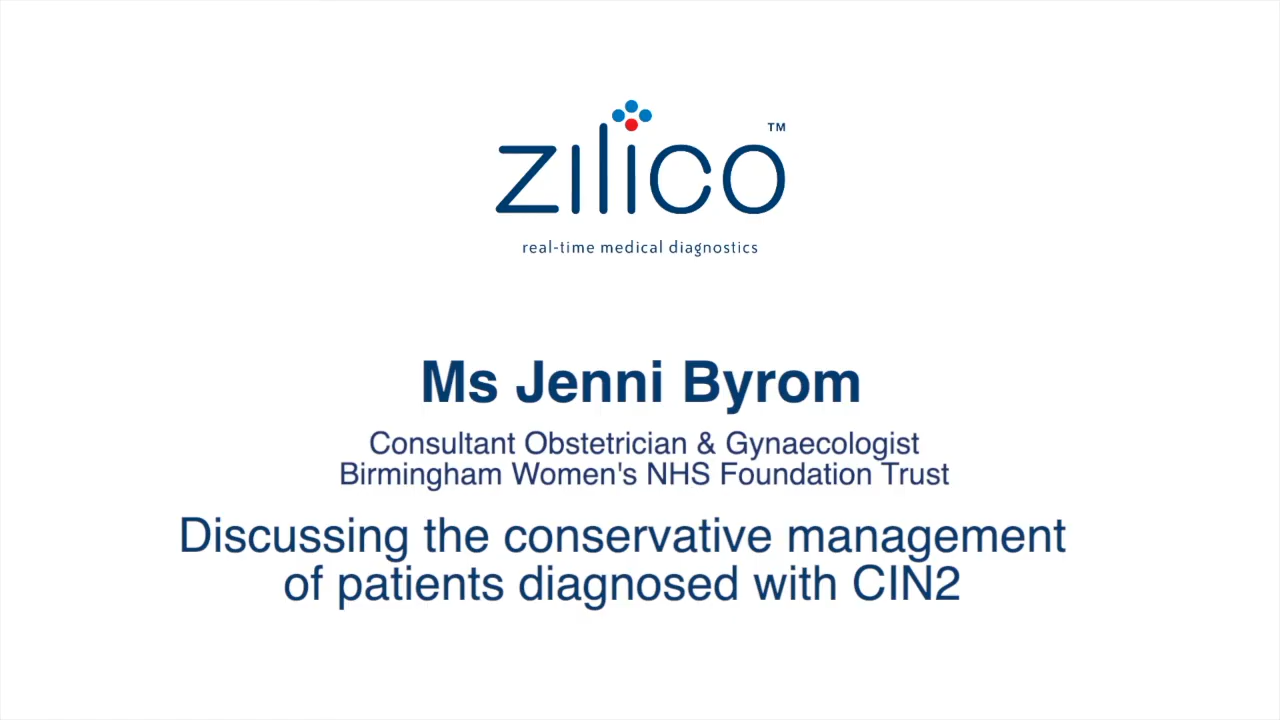 zilico™
real-time medical diagnostics
Ms Jenni Byrom
Consultant Obstetrician & Gynaecologist
Birmingham Women's NHS Foundation Trust
Discussing the conservative management
of patients diagnosed with CIN2